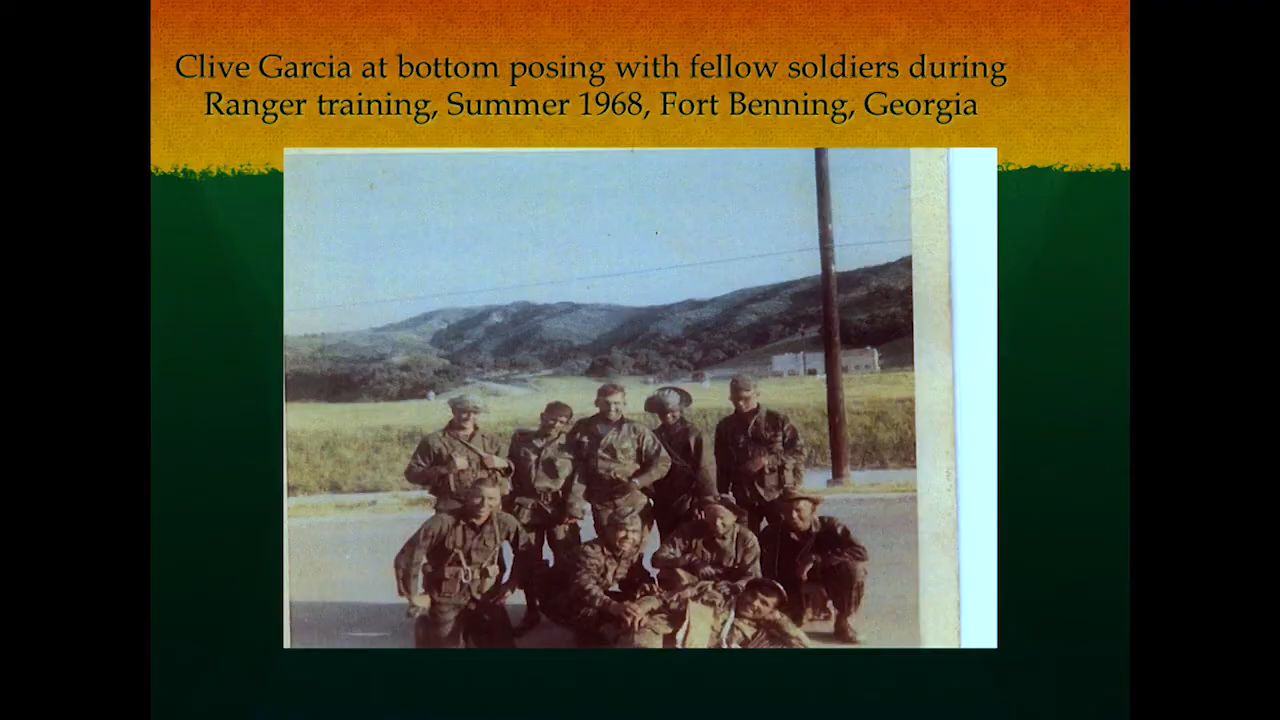 Clive Garcia at bottom posing with fellow soldiers during
Ranger training, Summer 1968, Fort Benning, Georgia